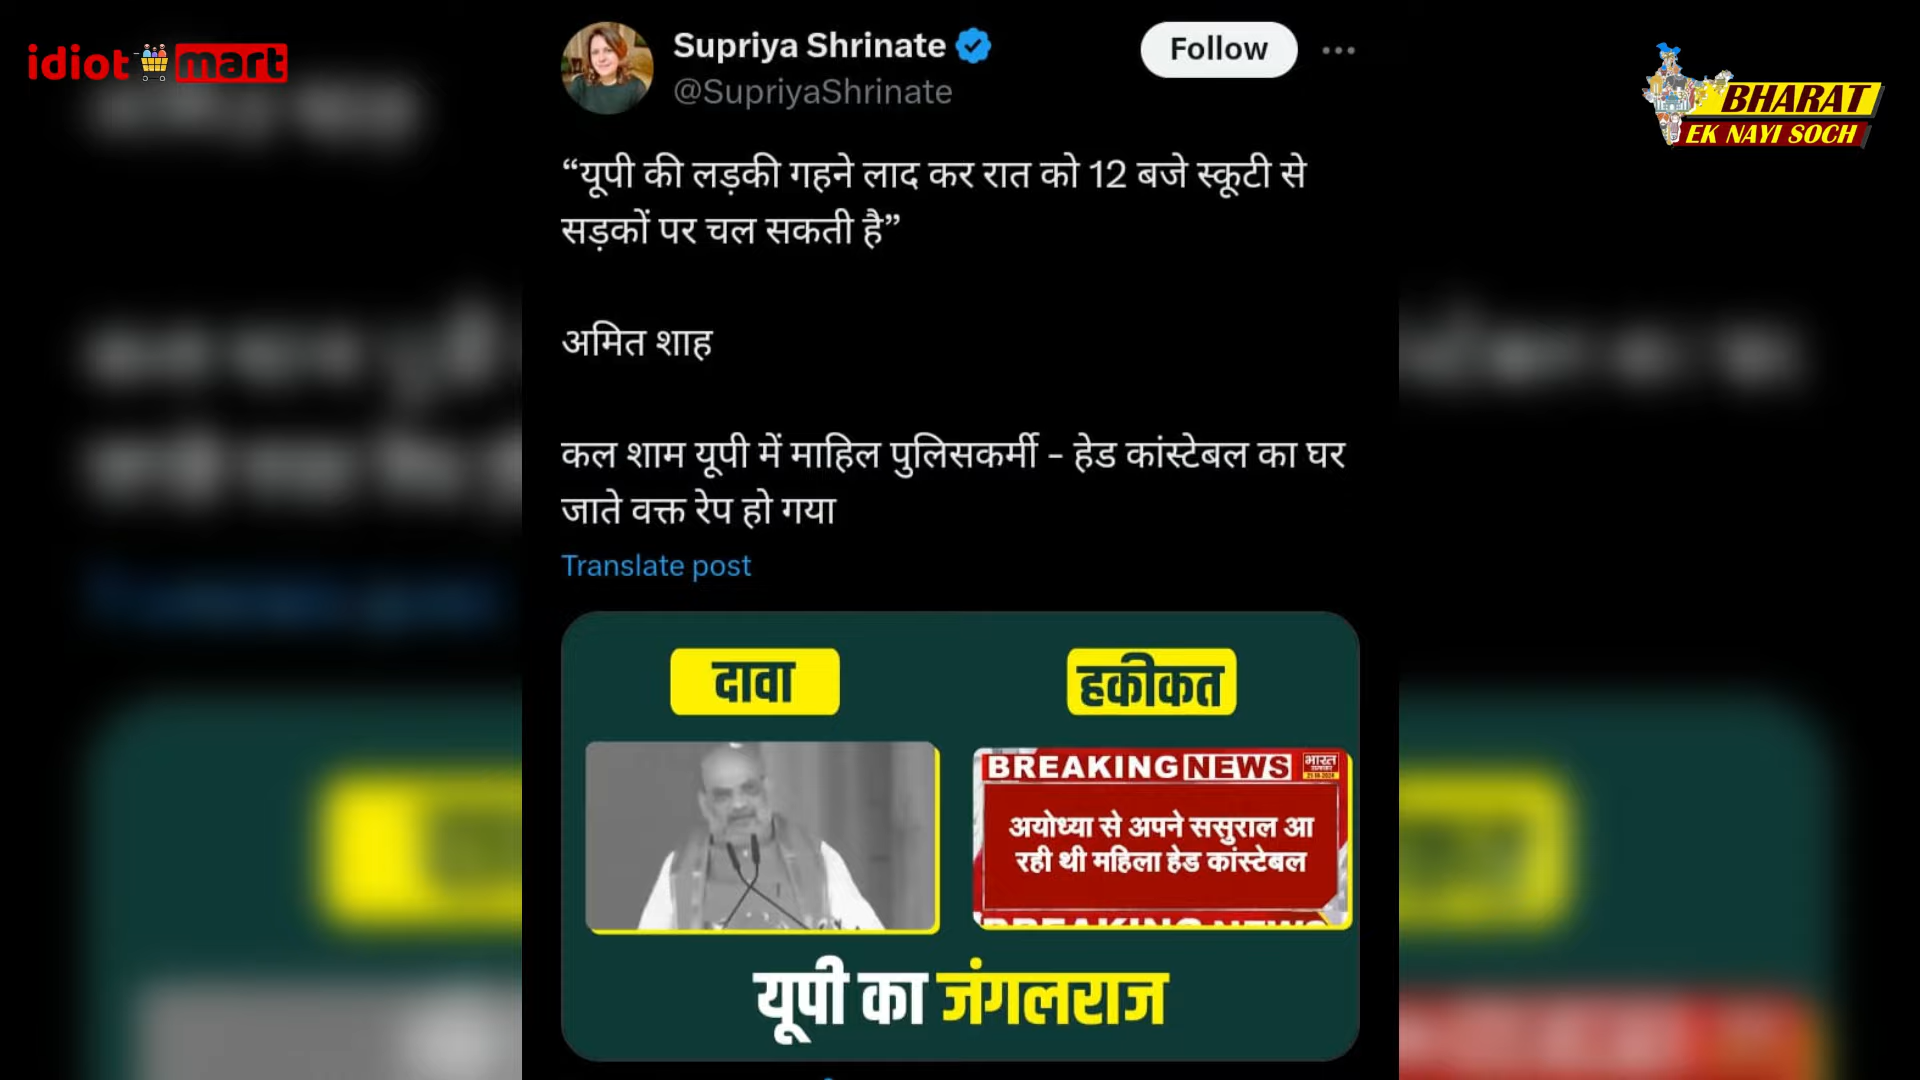 idiot mart
BHARAT
EK NAYI SOCH
Supriya Shrinate
@SupriyaShrinate
Follow
“यूपी की लड़की गहने लाद कर रात को 12 बजे स्कूटी से
सड़कों पर चल सकती है”
अमित शाह
कल शाम यूपी में माहिल पुलिसकर्मी – हेड कांस्टेबल का घर
जाते वक्त रेप हो गया
Translate post
दावा
हकीकत
BREAKING NEWS
भारत
अयोध्या से अपने ससुराल आ
रही थी महिला हेड कांस्टेबल
BREAKING NEWS
यूपी का जंगलराज